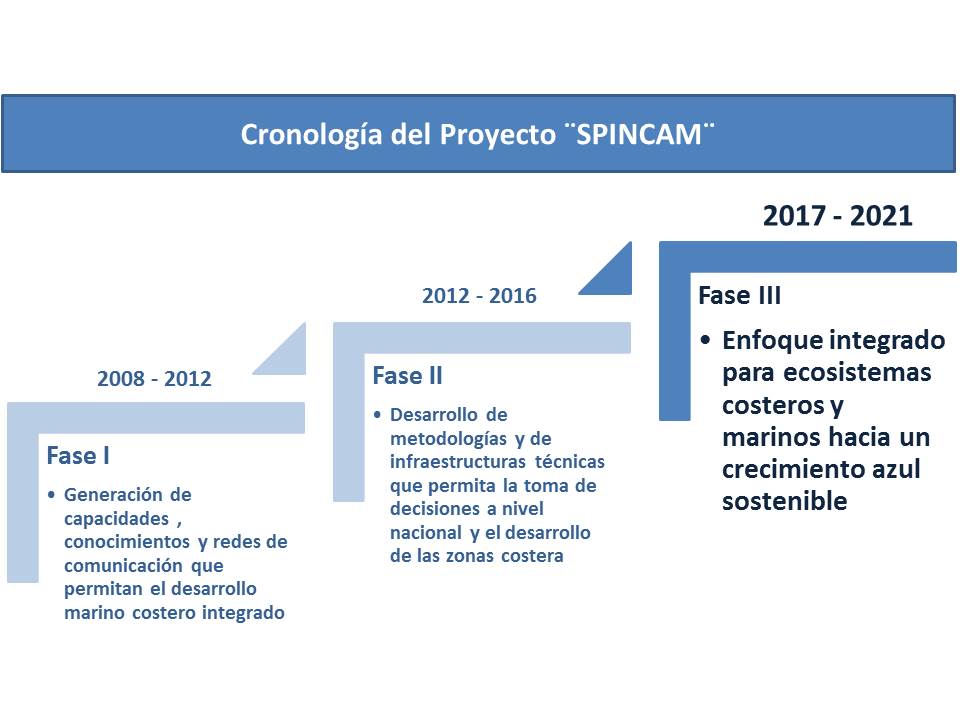 Cronología del Proyecto ¨SPINCAM¨
2008 - 2012
Fase I
• Generación de
capacidades ,
conocimientos y redes de
comunicación que
permitan el desarrollo
marino costero integrado
2012 - 2016
Fase II
• Desarrollo de
metodologías y de
infraestructuras técnicas
que permita la toma de
decisiones a nivel
nacional y el desarrollo
de las zonas costera
2017 - 2021
Fase III
• Enfoque integrado
para ecosistemas
costeros y
marinos hacia un
crecimiento azul
sostenible